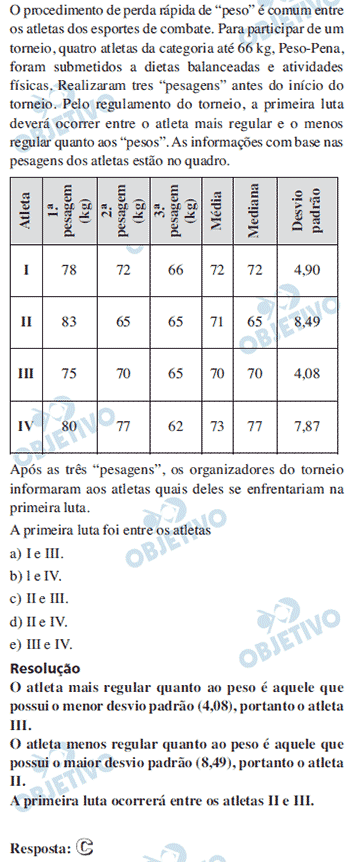 O procedimento de perda rápida de “peso” é comum entre
os atletas dos esportes de combate. Para participar de um
torneio, quatro atletas da categoria até 66 kg, Peso-Pena,
foram submetidos a dietas balanceadas e atividades
físicas. Realizaram tres “pesagens” antes do início do
torneio. Pelo regulamento do torneio, a primeira luta
deverá ocorrer entre o atleta mais regular e o menos
regular quanto aos “pesos”. As informações com base nas
pesagens dos atletas estão no quadro.
Atleta 1.ª pesagem (kg) 2.ª pesagem (kg) 3.ª pesagem (kg) Média Mediana Desvio padrão
I 78 72 66 72 72 4,90
II 83 65 65 71 65 8,49
III 75 70 65 70 70 4,08
IV 80 77 62 73 77 7,87
Após as três “pesagens”, os organizadores do torneio
informaram aos atletas quais deles se enfrentariam na
primeira luta.
A primeira luta foi entre os atletas
a) I e III.
b) l e IV.
c) II e III.
d) II e IV.
e) III e IV.
Resolução
O atleta mais regular quanto ao peso é aquele que
possui o menor desvio padrão (4,08), portanto o atleta
III.
O atleta menos regular quanto ao peso é aquele que
possui o maior desvio padrão (8,49), portanto o atleta
II.
A primeira luta ocorrerá entre os atletas II e III.
Resposta: C
OBJETIVO
OBJETIVO
OBJETIVO
OBJETIVO
OBJETIVO
OBJETIVO